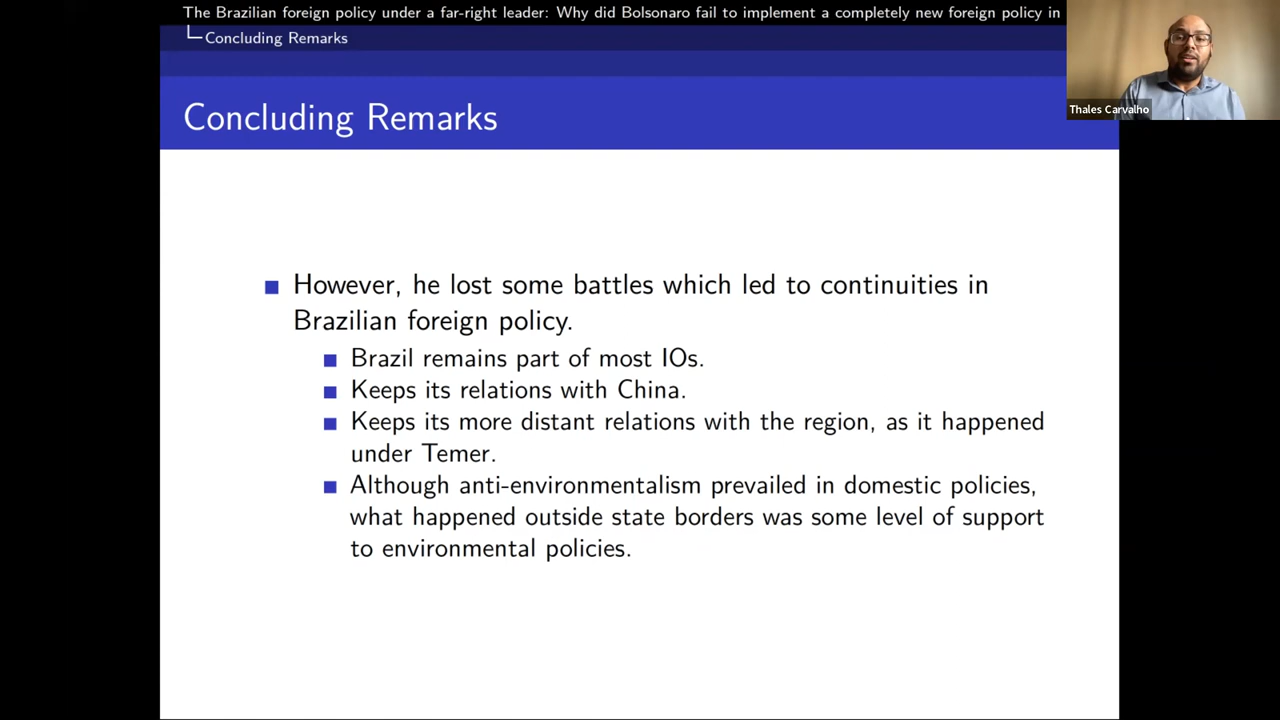 The Brazilian foreign policy under a far-right leader: Why did Bolsonaro fail to implement a completely new foreign policy in
Concluding Remarks
Thales Carvalho
Concluding Remarks
However, he lost some battles which led to continuities in
Brazilian foreign policy.
Brazil remains part of most IOs.
Keeps its relations with China.
Keeps its more distant relations with the region, as it happened
under Temer.
Although anti-environmentalism prevailed in domestic policies,
what happened outside state borders was some level of support
to environmental policies.